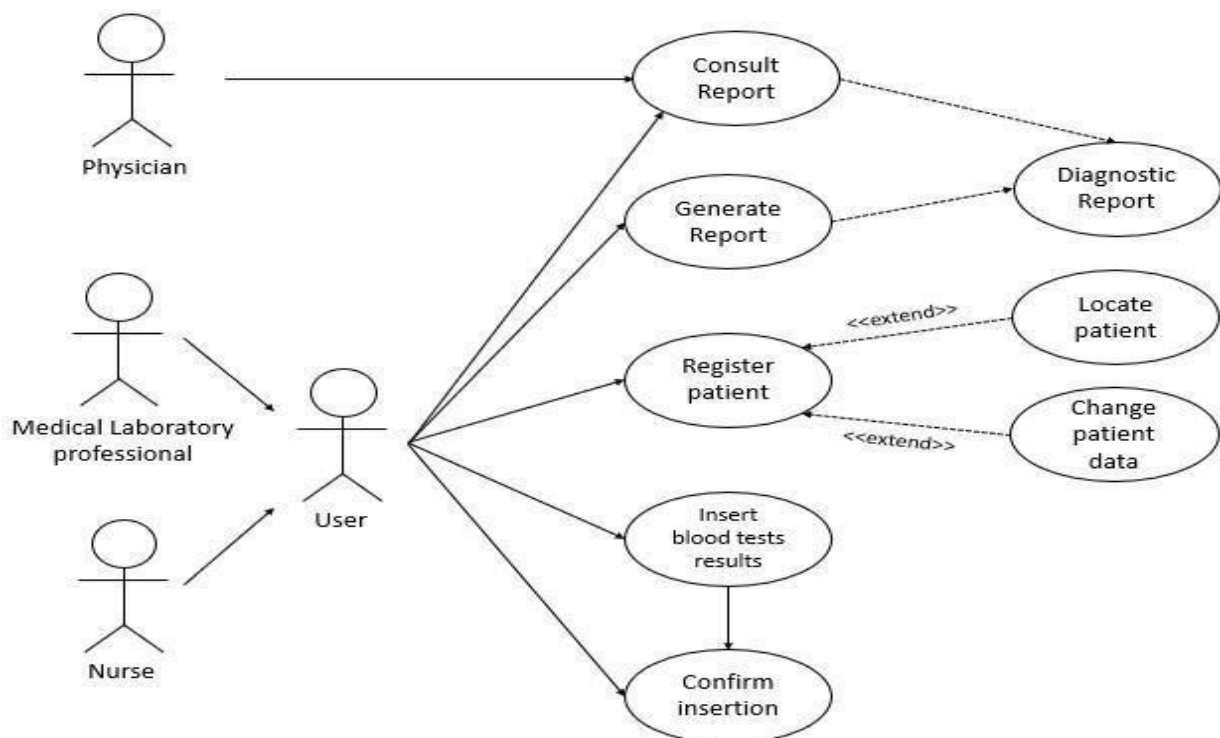 Physician
Consult
Report
Generate
Report
Diagnostic
Report
Medical Laboratory
professional
User
Nurse
Register
patient
<<extend>>
Locate
patient
<<extend>>
Change
patient
data
Insert
blood tests
results
Confirm
insertion